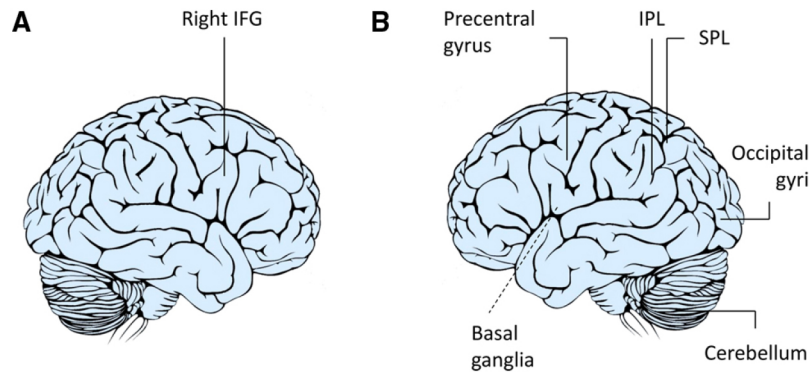 A
Right IFG
B
Precentral
gyrus
IPL
SPL
Occipital
gyri
Basal
ganglia
Cerebellum